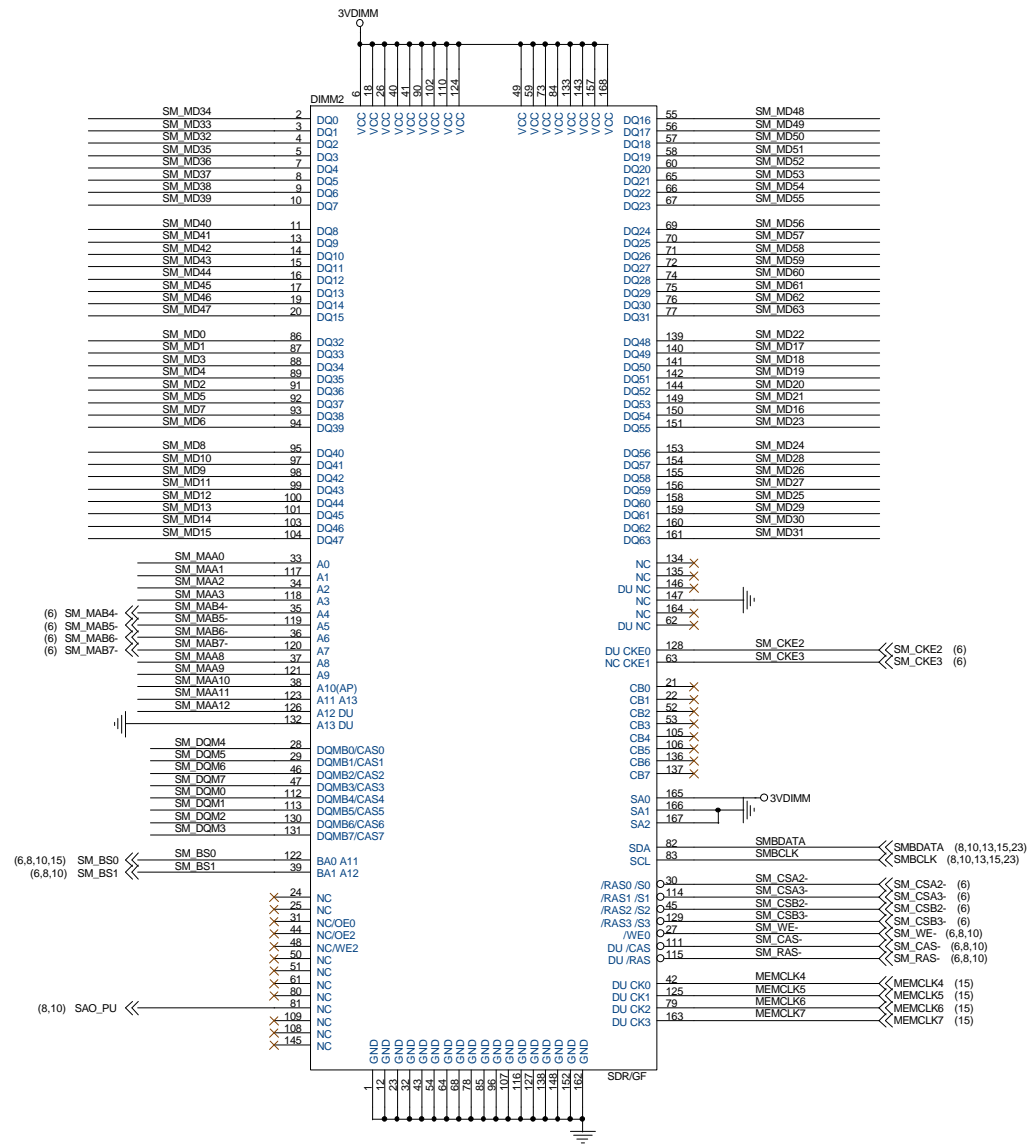 3VDIMM
6 18 26 40 41 90 102 110 124 49 59 73 84 133 143 157 168
DIMM2
VCC VCC VCC VCC VCC VCC VCC VCC VCC VCC VCC VCC VCC VCC VCC VCC VCC
SM_MD34 2 DQ0 DQ16 55 SM_MD48
SM_MD33 3 DQ1 DQ17 56 SM_MD49
SM_MD32 4 DQ2 DQ18 57 SM_MD50
SM_MD35 5 DQ3 DQ19 58 SM_MD51
SM_MD36 7 DQ4 DQ20 60 SM_MD52
SM_MD37 8 DQ5 DQ21 65 SM_MD53
SM_MD38 9 DQ6 DQ22 66 SM_MD54
SM_MD39 10 DQ7 DQ23 67 SM_MD55
SM_MD40 11 DQ8 DQ24 69 SM_MD56
SM_MD41 13 DQ9 DQ25 70 SM_MD57
SM_MD42 14 DQ10 DQ26 71 SM_MD58
SM_MD43 15 DQ11 DQ27 72 SM_MD59
SM_MD44 16 DQ12 DQ28 74 SM_MD60
SM_MD45 17 DQ13 DQ29 75 SM_MD61
SM_MD46 19 DQ14 DQ30 76 SM_MD62
SM_MD47 20 DQ15 DQ31 77 SM_MD63
SM_MD0 86 DQ32 DQ48 139 SM_MD22
SM_MD1 87 DQ33 DQ49 140 SM_MD17
SM_MD3 88 DQ34 DQ50 141 SM_MD18
SM_MD4 89 DQ35 DQ51 142 SM_MD19
SM_MD2 91 DQ36 DQ52 144 SM_MD20
SM_MD5 92 DQ37 DQ53 149 SM_MD21
SM_MD7 93 DQ38 DQ54 150 SM_MD16
SM_MD6 94 DQ39 DQ55 151 SM_MD23
SM_MD8 95 DQ40 DQ56 153 SM_MD24
SM_MD10 97 DQ41 DQ57 154 SM_MD28
SM_MD9 98 DQ42 DQ58 155 SM_MD26
SM_MD11 99 DQ43 DQ59 156 SM_MD27
SM_MD12 100 DQ44 DQ60 158 SM_MD25
SM_MD13 101 DQ45 DQ61 159 SM_MD29
SM_MD14 103 DQ46 DQ62 160 SM_MD30
SM_MD15 104 DQ47 DQ63 161 SM_MD31
SM_MAA0 33 A0 NC 134
SM_MAA1 117 A1 NC 135
SM_MAA2 34 A2 DU NC 146
SM_MAA3 118 A3 NC 147
(6) SM_MAB4- SM_MAB4- 35 A4 NC 164
(6) SM_MAB5- SM_MAB5- 119 A5 DU NC 62
(6) SM_MAB6- SM_MAB6- 36 A6
(6) SM_MAB7- SM_MAB7- 120 A7 DU CKE0 128 SM_CKE2 SM_CKE2 (6)
SM_MAA8 37 A8 NC CKE1 63 SM_CKE3 SM_CKE3 (6)
SM_MAA9 121 A9
SM_MAA10 38 A10(AP) CB0 21
SM_MAA11 123 A11 A13 CB1 22
SM_MAA12 126 A12 DU CB2 52
132 A13 DU CB3 53
CB4 105
SM_DQM4 28 DQMB0/CAS0 CB5 106
SM_DQM5 29 DQMB1/CAS1 CB6 136
SM_DQM6 46 DQMB2/CAS2 CB7 137
SM_DQM7 47 DQMB3/CAS3
SM_DQM0 112 DQMB4/CAS4 SA0 165 3VDIMM
SM_DQM1 113 DQMB5/CAS5 SA1 166
SM_DQM2 130 DQMB6/CAS6 SA2 167
SM_DQM3 131 DQMB7/CAS7
SDA 82 SMBDATA SMBDATA (8,10,13,15,23)
(6,8,10,15) SM_BS0 SM_BS0 122 BA0 A11 SCL 83 SMBCLK SMBCLK (8,10,13,15,23)
(6,8,10) SM_BS1 SM_BS1 39 BA1 A12
/RAS0 /S0 30 SM_CSA2- SM_CSA2- (6)
24 NC /RAS1 /S1 114 SM_CSA3- SM_CSA3- (6)
25 NC /RAS2 /S2 45 SM_CSB2- SM_CSB2- (6)
31 NC/OE0 /RAS3 /S3 129 SM_CSB3- SM_CSB3- (6)
44 NC/OE2 /WE0 27 SM_WE- SM_WE- (6,8,10)
48 NC/WE2 DU /CAS 111 SM_CAS- SM_CAS- (6,8,10)
50 NC DU /RAS 115 SM_RAS- SM_RAS- (6,8,10)
51 NC
61 NC DU CK0 42 MEMCLK4 MEMCLK4 (15)
80 NC DU CK1 125 MEMCLK5 MEMCLK5 (15)
(8,10) SAO_PU 81 NC DU CK2 79 MEMCLK6 MEMCLK6 (15)
109 NC DU CK3 163 MEMCLK7 MEMCLK7 (15)
108 NC
145 NC
GND GND GND GND GND GND GND GND GND GND GND GND GND GND GND GND GND GND
SDR/GF
1 12 23 32 43 54 64 68 78 85 96 107 116 127 138 148 152 162